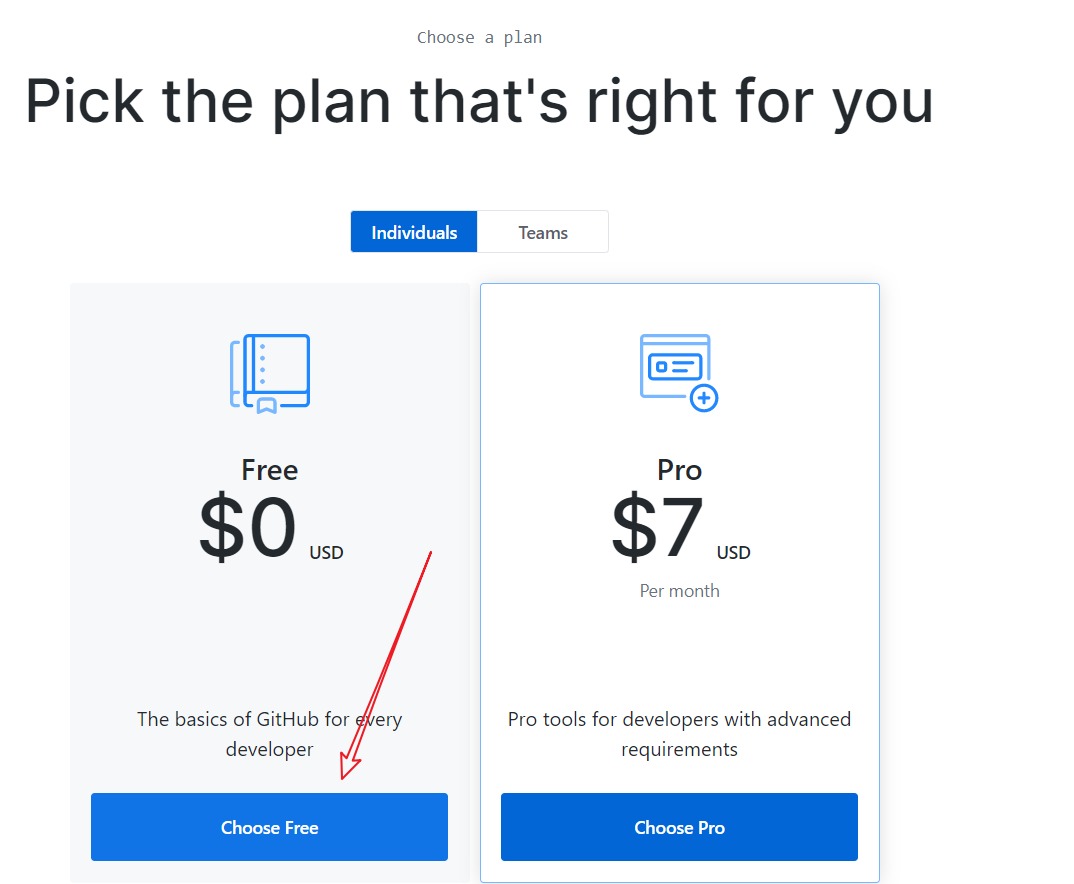 Choose a plan
Pick the plan that's right for you
Individuals
Teams
Free
$0 USD
The basics of GitHub for every
developer
Choose Free
Pro
$7 USD
Per month
Pro tools for developers with advanced
requirements
Choose Pro